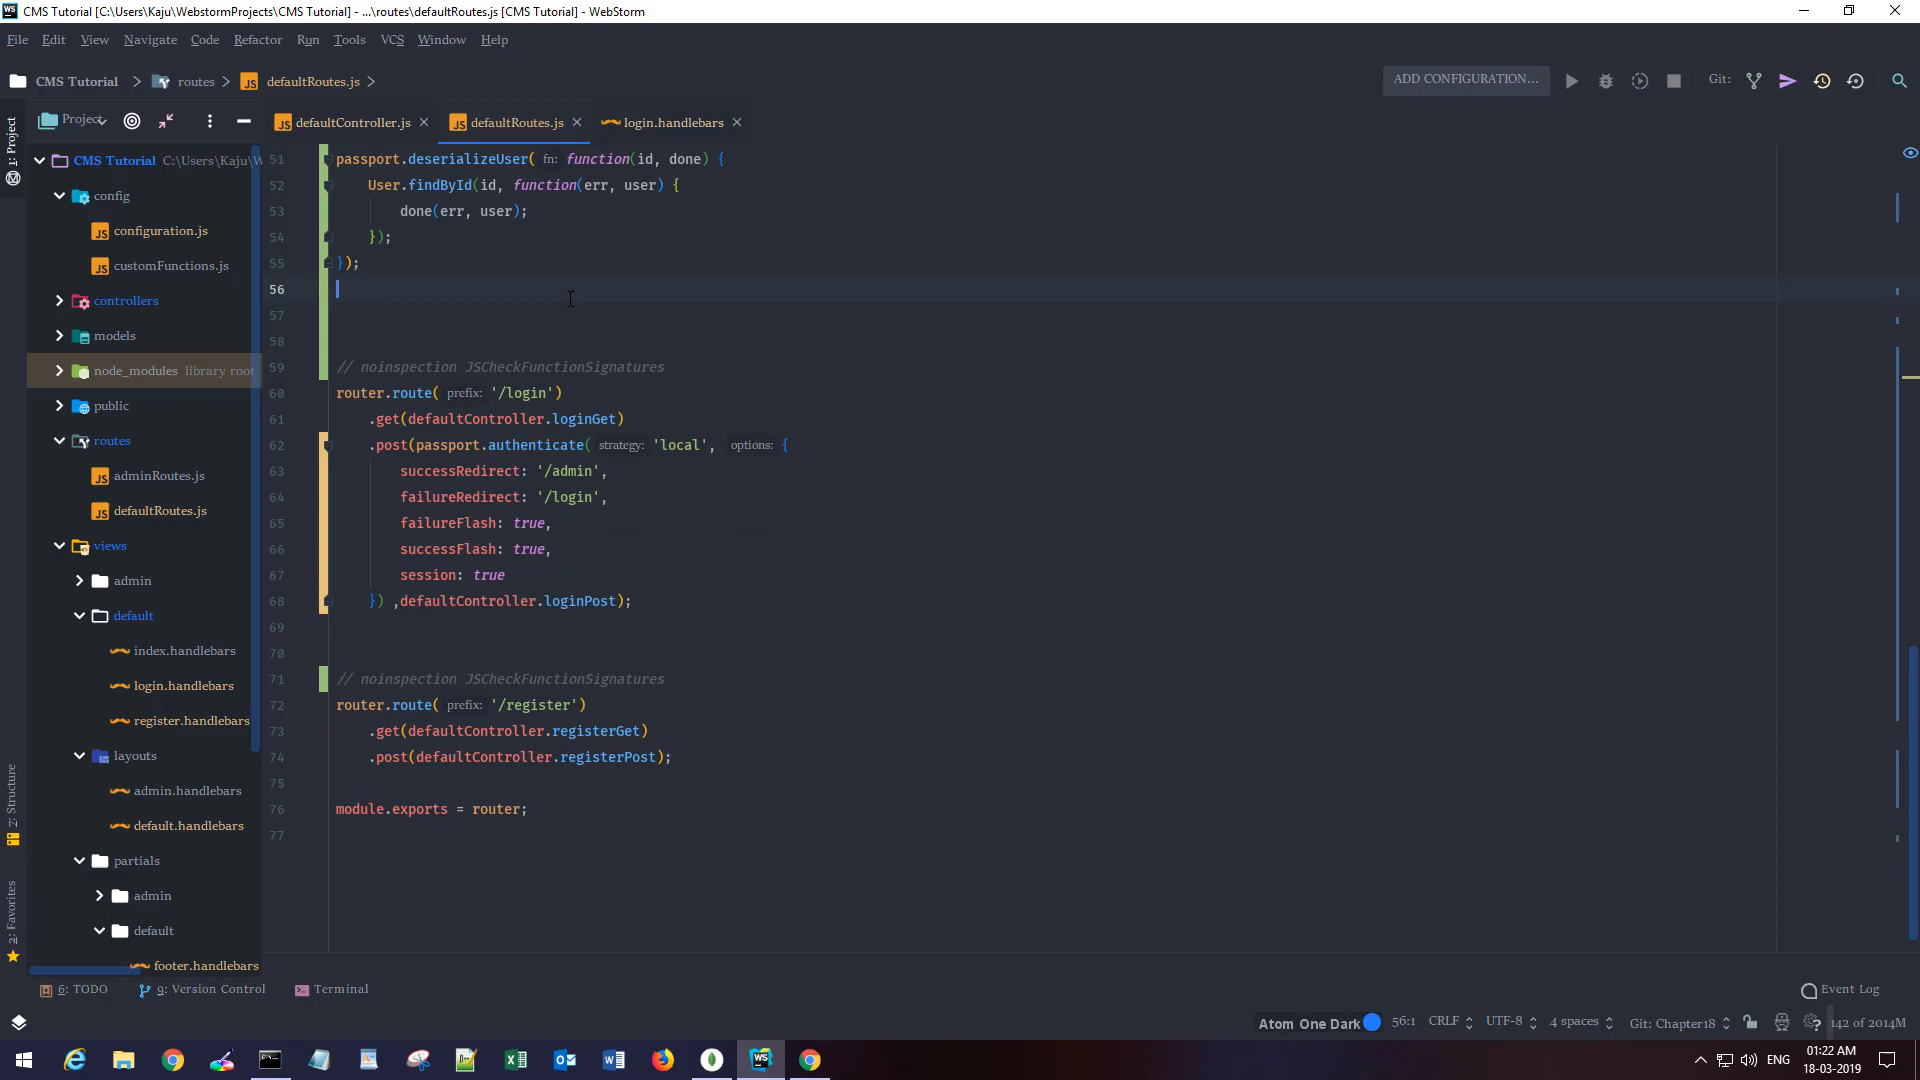 CMS Tutorial [C:\Users\Kaju\WebstormProjects\CMS Tutorial] - ...\routes\defaultRoutes.js [CMS Tutorial] - WebStorm
File Edit View Navigate Code Refactor Run Tools VCS Window Help
CMS Tutorial routes defaultRoutes.js
ADD CONFIGURATION... Git:
Project
defaultController.js defaultRoutes.js login.handlebars
1: Project
Z: Structure
2: Favorites
CMS Tutorial C:\Users\Kaju\W
config
configuration.js
customFunctions.js
controllers
models
node_modules library root
public
routes
adminRoutes.js
defaultRoutes.js
views
admin
default
index.handlebars
login.handlebars
register.handlebars
layouts
admin.handlebars
default.handlebars
partials
admin
default
footer.handlebars
51 passport.deserializeUser( fn: function(id, done) {
52 User.findById(id, function(err, user) {
53 done(err, user);
54 });
55 });
56
57
58
59 // noinspection JSCheckFunctionSignatures
60 router.route( prefix: '/login')
61 .get(defaultController.loginGet)
62 .post(passport.authenticate( strategy: 'local', options: {
63 successRedirect: '/admin',
64 failureRedirect: '/login',
65 failureFlash: true,
66 successFlash: true,
67 session: true
68 }) ,defaultController.loginPost);
69
70
71 // noinspection JSCheckFunctionSignatures
72 router.route( prefix: '/register')
73 .get(defaultController.registerGet)
74 .post(defaultController.registerPost);
75
76 module.exports = router;
77
6: TODO 9: Version Control Terminal Event Log
Atom One Dark 56:1 CRLF UTF-8 4 spaces Git: Chapter18 142 of 2014M
ENG 01:22 AM
18-03-2019